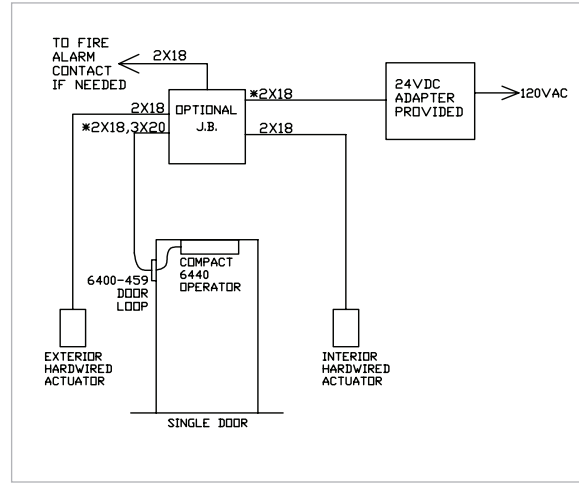 TO FIRE
ALARM
CONTACT
IF NEEDED
2X18
*2X18
24VDC
ADAPTER
PROVIDED
120VAC
2X18
OPTIONAL
J.B.
*2X18,3X20
2X18
6400-459
DOOR
LOOP
COMPACT
6440
OPERATOR
EXTERIOR
HARDWIRED
ACTUATOR
INTERIOR
HARDWIRED
ACTUATOR
SINGLE DOOR